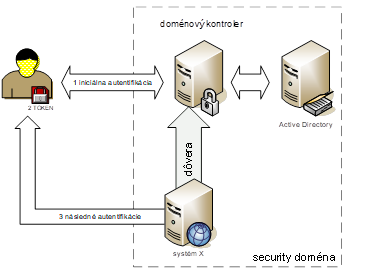 doménový kontroler
1 iniciálna autentifikácia
2 TOKEN
Active Directory
dôvera
3 následné autentifikácie
systém X
security doména